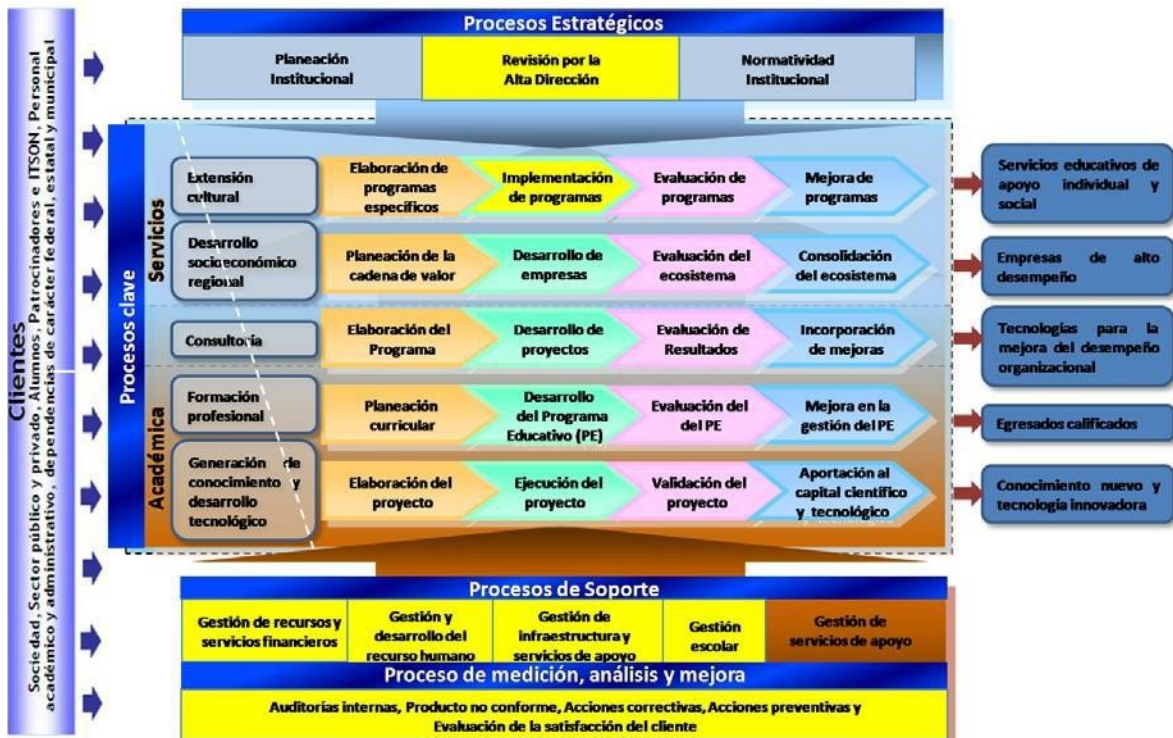 Clientes
Sociedad, Sector público y privado, Alumnos, Patrocinadores e ITSON, Personal
académico y administrativo, dependencias de carácter federal, estatal y municipal
Procesos Estratégicos
Planeación
Institucional
Revisión por la
Alta Dirección
Normatividad
Institucional
Procesos clave
Servicios
Extensión
cultural
Elaboración de
programas
específicos
Implementación
de programas
Evaluación de
programas
Mejora de
programas
Servicios educativos de
apoyo individual y
social
Desarrollo
socioeconómico
regional
Planeación de la
cadena de valor
Desarrollo de
empresas
Evaluación del
ecosistema
Consolidación
del ecosistema
Empresas de alto
desempeño
Consultoría
Elaboración del
Programa
Desarrollo de
proyectos
Evaluación de
Resultados
Incorporación
de mejoras
Tecnologías para la
mejora del desempeño
organizacional
Académica
Formación
profesional
Planeación
curricular
Desarrollo
del Programa
Educativo (PE)
Evaluación del
del PE
Mejora en la
gestión del PE
Egresados calificados
Generación de
conocimiento y
desarrollo
tecnológico
Elaboración del
proyecto
Ejecución del
proyecto
Validación del
proyecto
Aportación al
capital científico
y tecnológico
Conocimiento nuevo y
tecnología innovadora
Procesos de Soporte
Gestión de recursos y
servicios financieros
Gestión y
desarrollo del
recurso humano
Gestión de
infraestructura y
servicios de apoyo
Gestión
escolar
Gestión de
servicios de apoyo
Proceso de medición, análisis y mejora
Auditorías internas, Producto no conforme, Acciones correctivas, Acciones preventivas y
Evaluación de la satisfacción del cliente